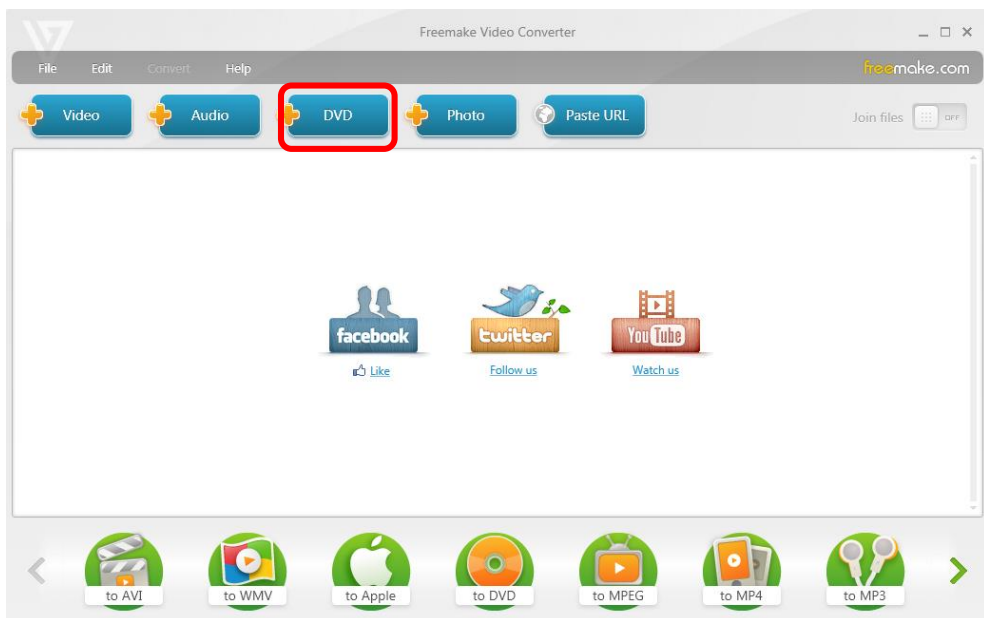 Freemake Video Converter
File Edit Convert Help freemake.com
Video Audio DVD Photo Paste URL Join files OFF
facebook twitter You Tube
Like Follow us Watch us
to AVI to WMV to Apple to DVD to MPEG to MP4 to MP3